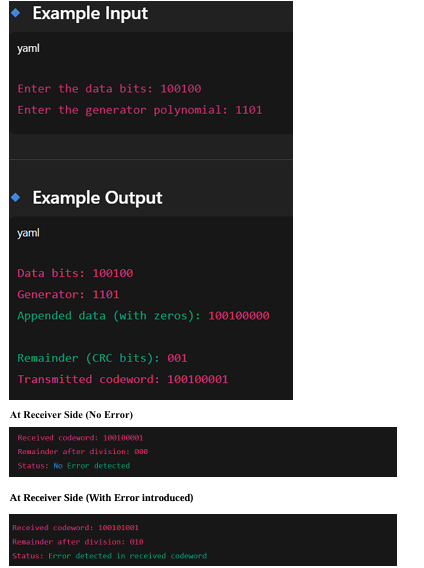 Example Input
yaml
Enter the data bits: 100100
Enter the generator polynomial: 1101
Example Output
yaml
Data bits: 100100
Generator: 1101
Appended data (with zeros): 100100000
Remainder (CRC bits): 001
Transmitted codeword: 100100001
At Receiver Side (No Error)
Received codeword: 100100001
Remainder after division: 000
Status: No Error detected
At Receiver Side (With Error introduced)
Received codeword: 100101001
Remainder after division: 010
Status: Error detected in received codeword